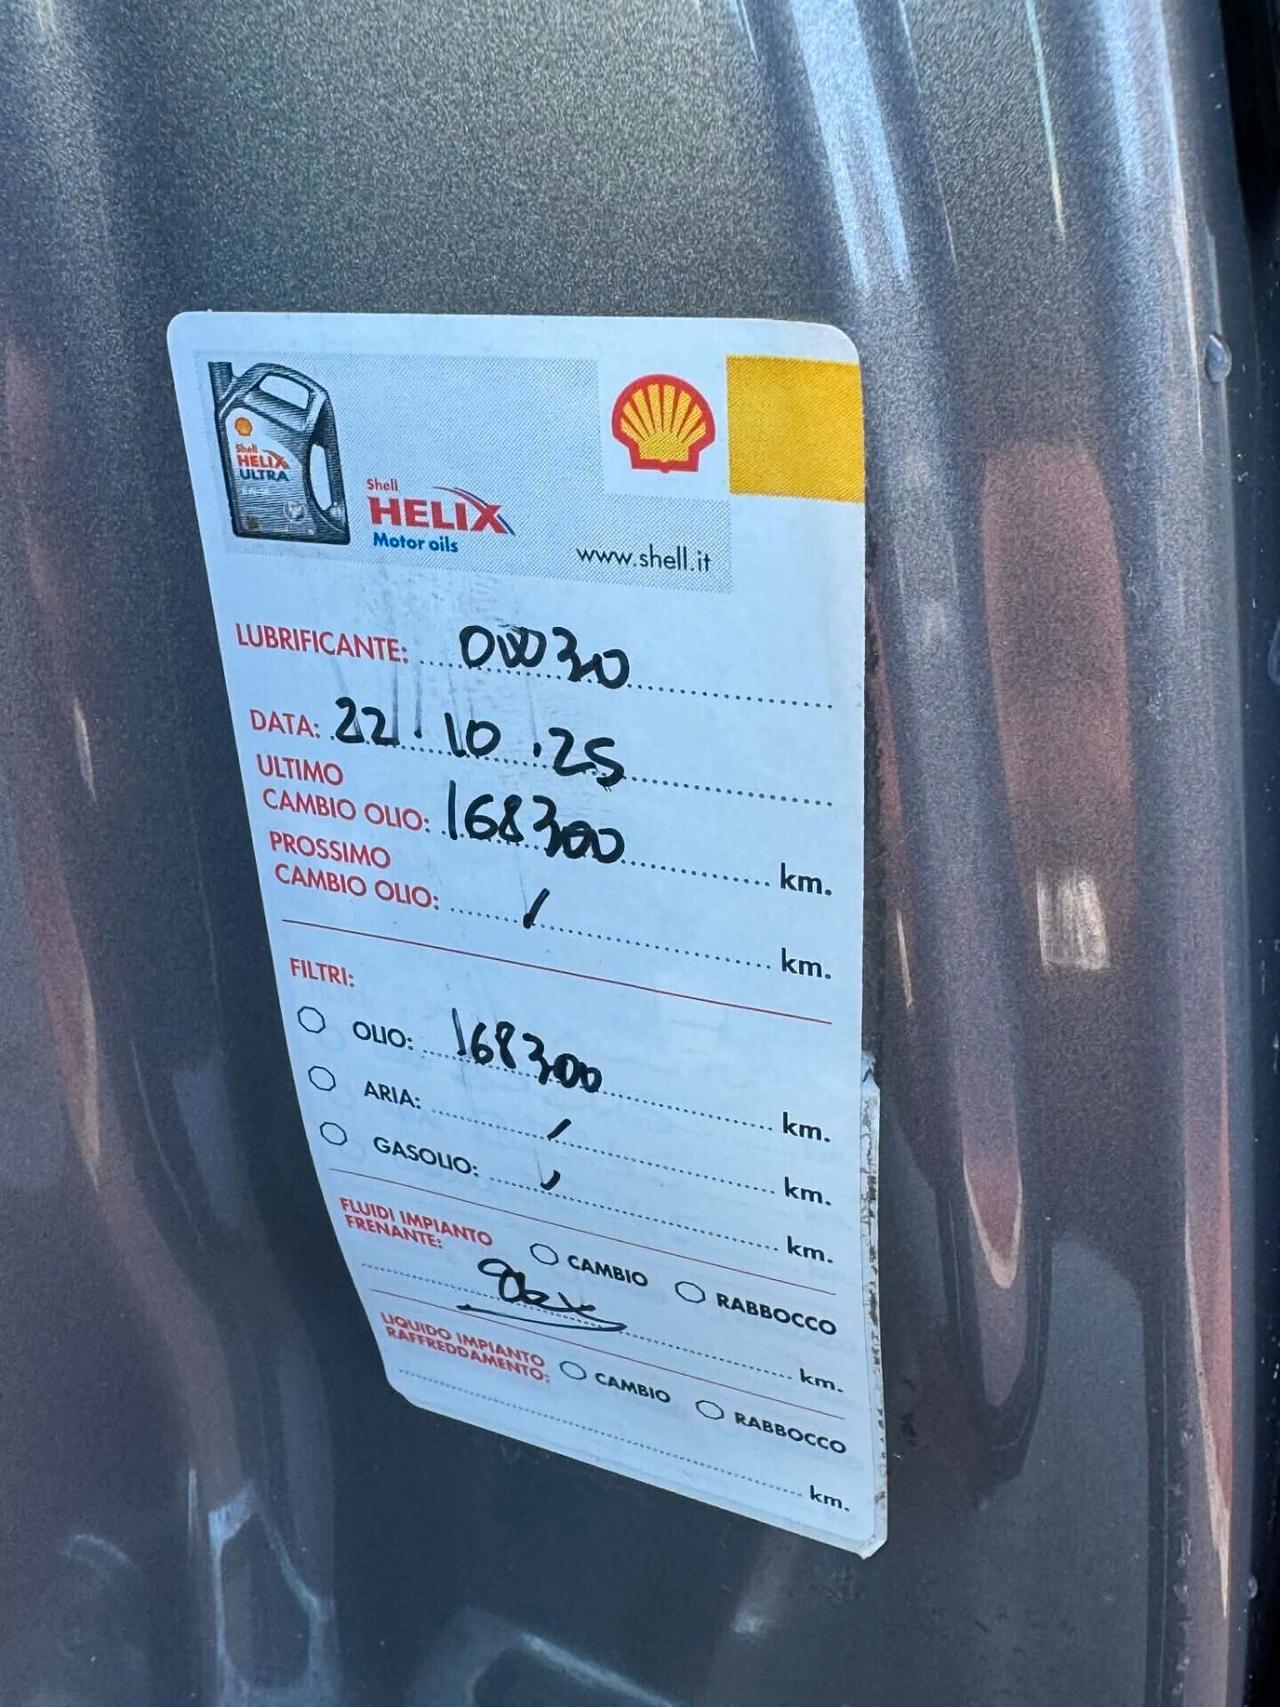 Shell
HELIX
ULTRA
Shell
HELIX
Motor oils
www.shell.it
LUBRIFICANTE: 0W30
DATA: 22.10.25
ULTIMO
CAMBIO OLIO: 168300 km.
PROSSIMO
CAMBIO OLIO: / km.
FILTRI:
OLIO: 168300 km.
ARIA: / km.
GASOLIO: / km.
FLUIDI IMPIANTO
FRENANTE: CAMBIO RABBOCCO
km.
LIQUIDO IMPIANTO
RAFFREDDAMENTO: CAMBIO RABBOCCO
km.